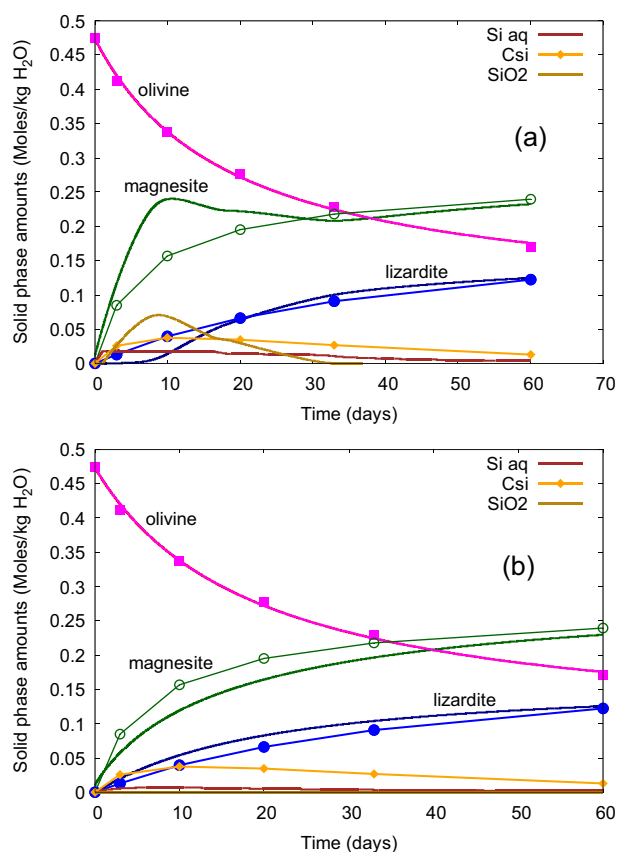 0.5
0.45
0.4
0.35
0.3
0.25
0.2
0.15
0.1
0.05
0
Solid phase amounts (Moles/kg H₂O)
Si aq
Csi
SiO2
(a)
olivine
magnesite
lizardite
0 10 20 30 40 50 60 70
Time (days)
0.5
0.45
0.4
0.35
0.3
0.25
0.2
0.15
0.1
0.05
0
Solid phase amounts (Moles/kg H₂O)
Si aq
Csi
SiO2
(b)
olivine
magnesite
lizardite
0 10 20 30 40 50 60
Time (days)